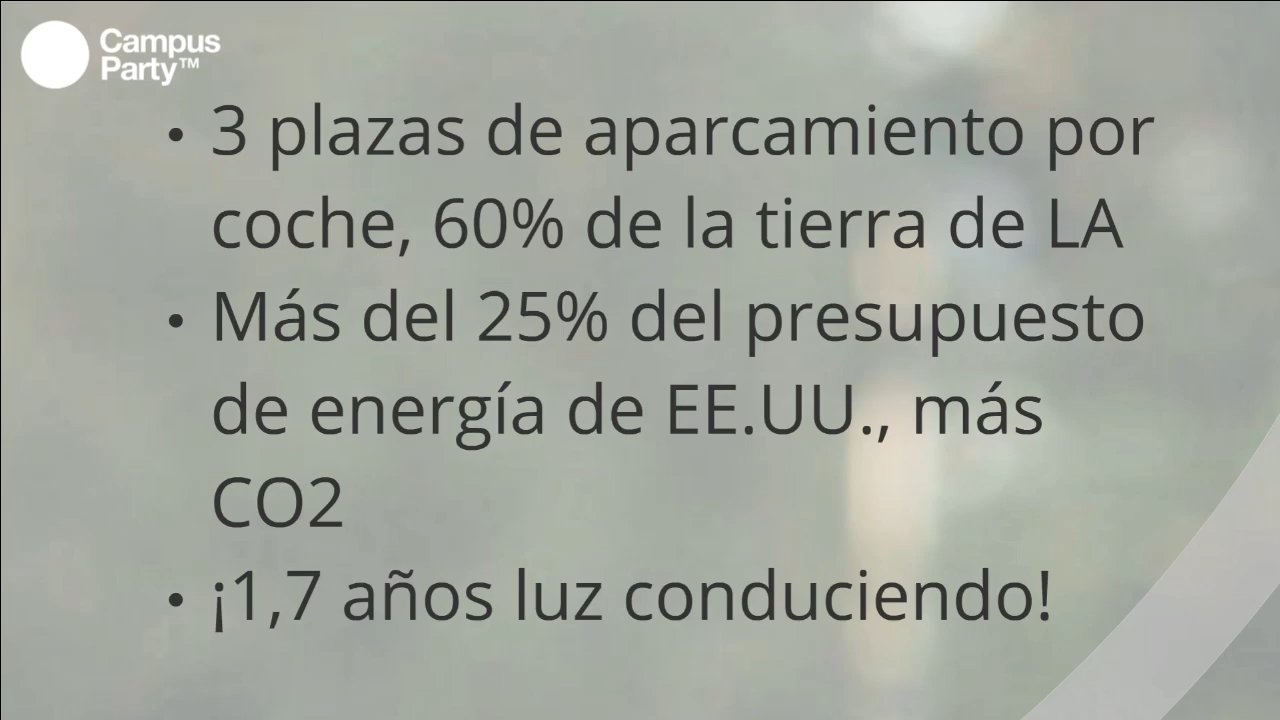 Campus
Party™
• 3 plazas de aparcamiento por
coche, 60% de la tierra de LA
• Más del 25% del presupuesto
de energía de EE.UU., más
CO2
• ¡1,7 años luz conduciendo!